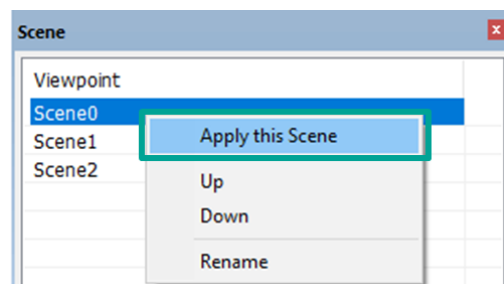 Scene
Viewpoint
Scene0
Apply this Scene
Scene1
Scene2
Up
Down
Rename